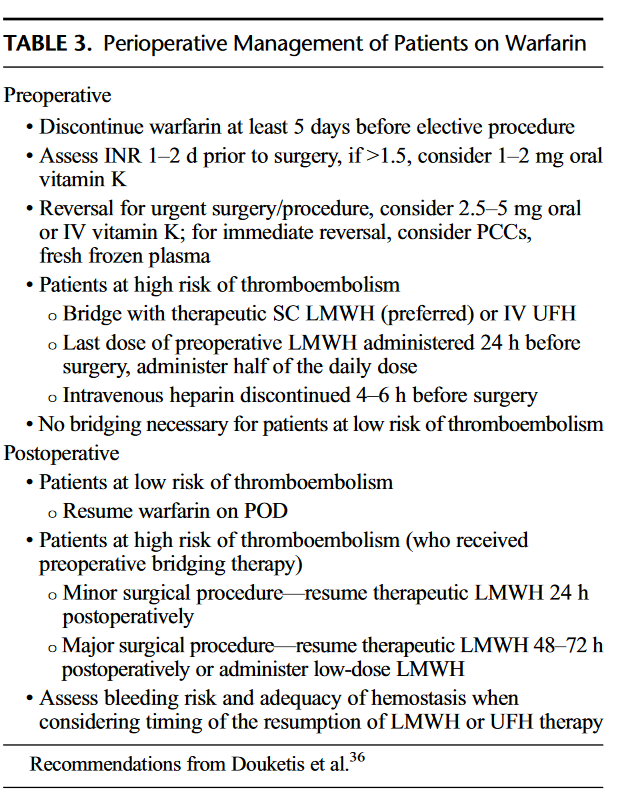 TABLE 3. Perioperative Management of Patients on Warfarin
Preoperative
• Discontinue warfarin at least 5 days before elective procedure
• Assess INR 1–2 d prior to surgery, if >1.5, consider 1–2 mg oral
vitamin K
• Reversal for urgent surgery/procedure, consider 2.5–5 mg oral
or IV vitamin K; for immediate reversal, consider PCCs,
fresh frozen plasma
• Patients at high risk of thromboembolism
o Bridge with therapeutic SC LMWH (preferred) or IV UFH
o Last dose of preoperative LMWH administered 24 h before
surgery, administer half of the daily dose
o Intravenous heparin discontinued 4–6 h before surgery
• No bridging necessary for patients at low risk of thromboembolism
Postoperative
• Patients at low risk of thromboembolism
o Resume warfarin on POD
• Patients at high risk of thromboembolism (who received
preoperative bridging therapy)
o Minor surgical procedure—resume therapeutic LMWH 24 h
postoperatively
o Major surgical procedure—resume therapeutic LMWH 48–72 h
postoperatively or administer low-dose LMWH
• Assess bleeding risk and adequacy of hemostasis when
considering timing of the resumption of LMWH or UFH therapy
Recommendations from Douketis et al.36